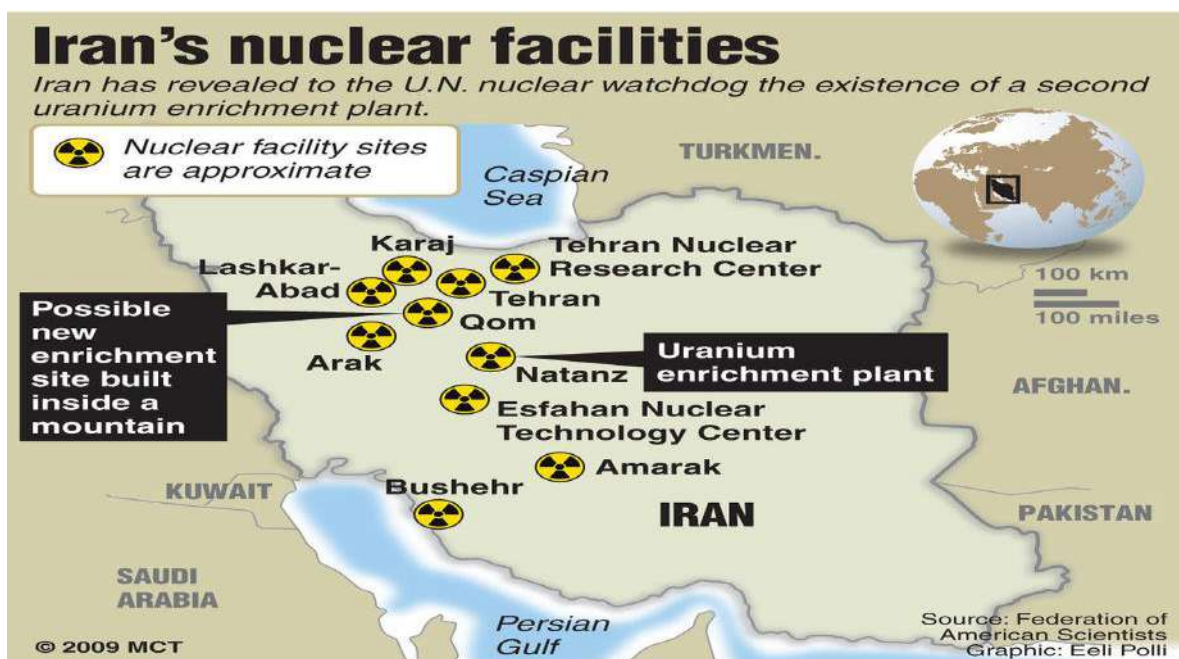 Iran's nuclear facilities
Iran has revealed to the U.N. nuclear watchdog the existence of a second
uranium enrichment plant.
Nuclear facility sites
are approximate
Caspian
Sea
TURKMEN.
Karaj
Tehran Nuclear
Research Center
Lashkar-
Abad
Tehran
Qom
100 km
100 miles
Possible
new
enrichment
site built
inside a
mountain
Arak
Natanz
Uranium
enrichment plant
AFGHAN.
Esfahan Nuclear
Technology Center
Amarak
Bushehr
KUWAIT
IRAN
PAKISTAN
SAUDI
ARABIA
Persian
Gulf
Source: Federation of
American Scientists
Graphic: Eeli Polli
© 2009 MCT